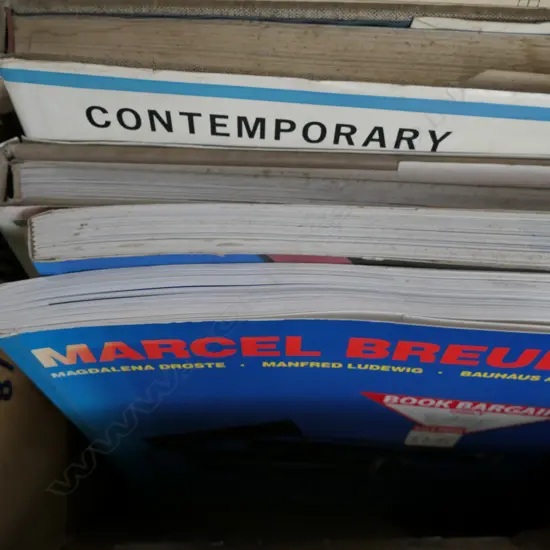 CONTEMPORARY
MARCEL BREU
MAGDALENA DROSTE · MANFRED LUDEWIG · BAUHAUS A
BOOK BARGAI